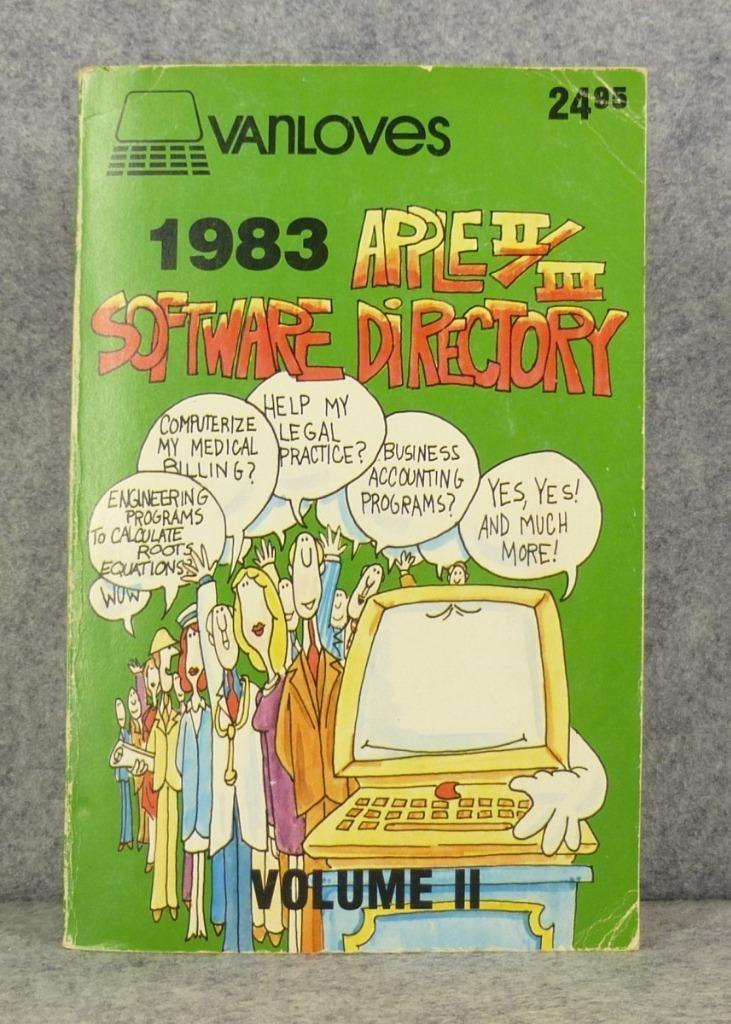 VANLOVES
24.95
1983 APPLE II/III
SOFTWARE DIRECTORY
HELP MY
LEGAL
PRACTICE?
COMPUTERIZE
MY MEDICAL
BILLING?
BUSINESS
ACCOUNTING
PROGRAMS?
YES, YES!
AND MUCH
MORE!
ENGINEERING
PROGRAMS
TO CALCULATE
ROOTS
EQUATIONS?
WOW
VOLUME II